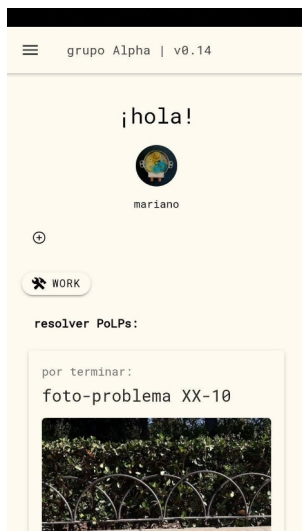 grupo Alpha | v0.14
¡hola!
mariano
WORK
resolver PoLPs:
por terminar:
foto-problema XX-10